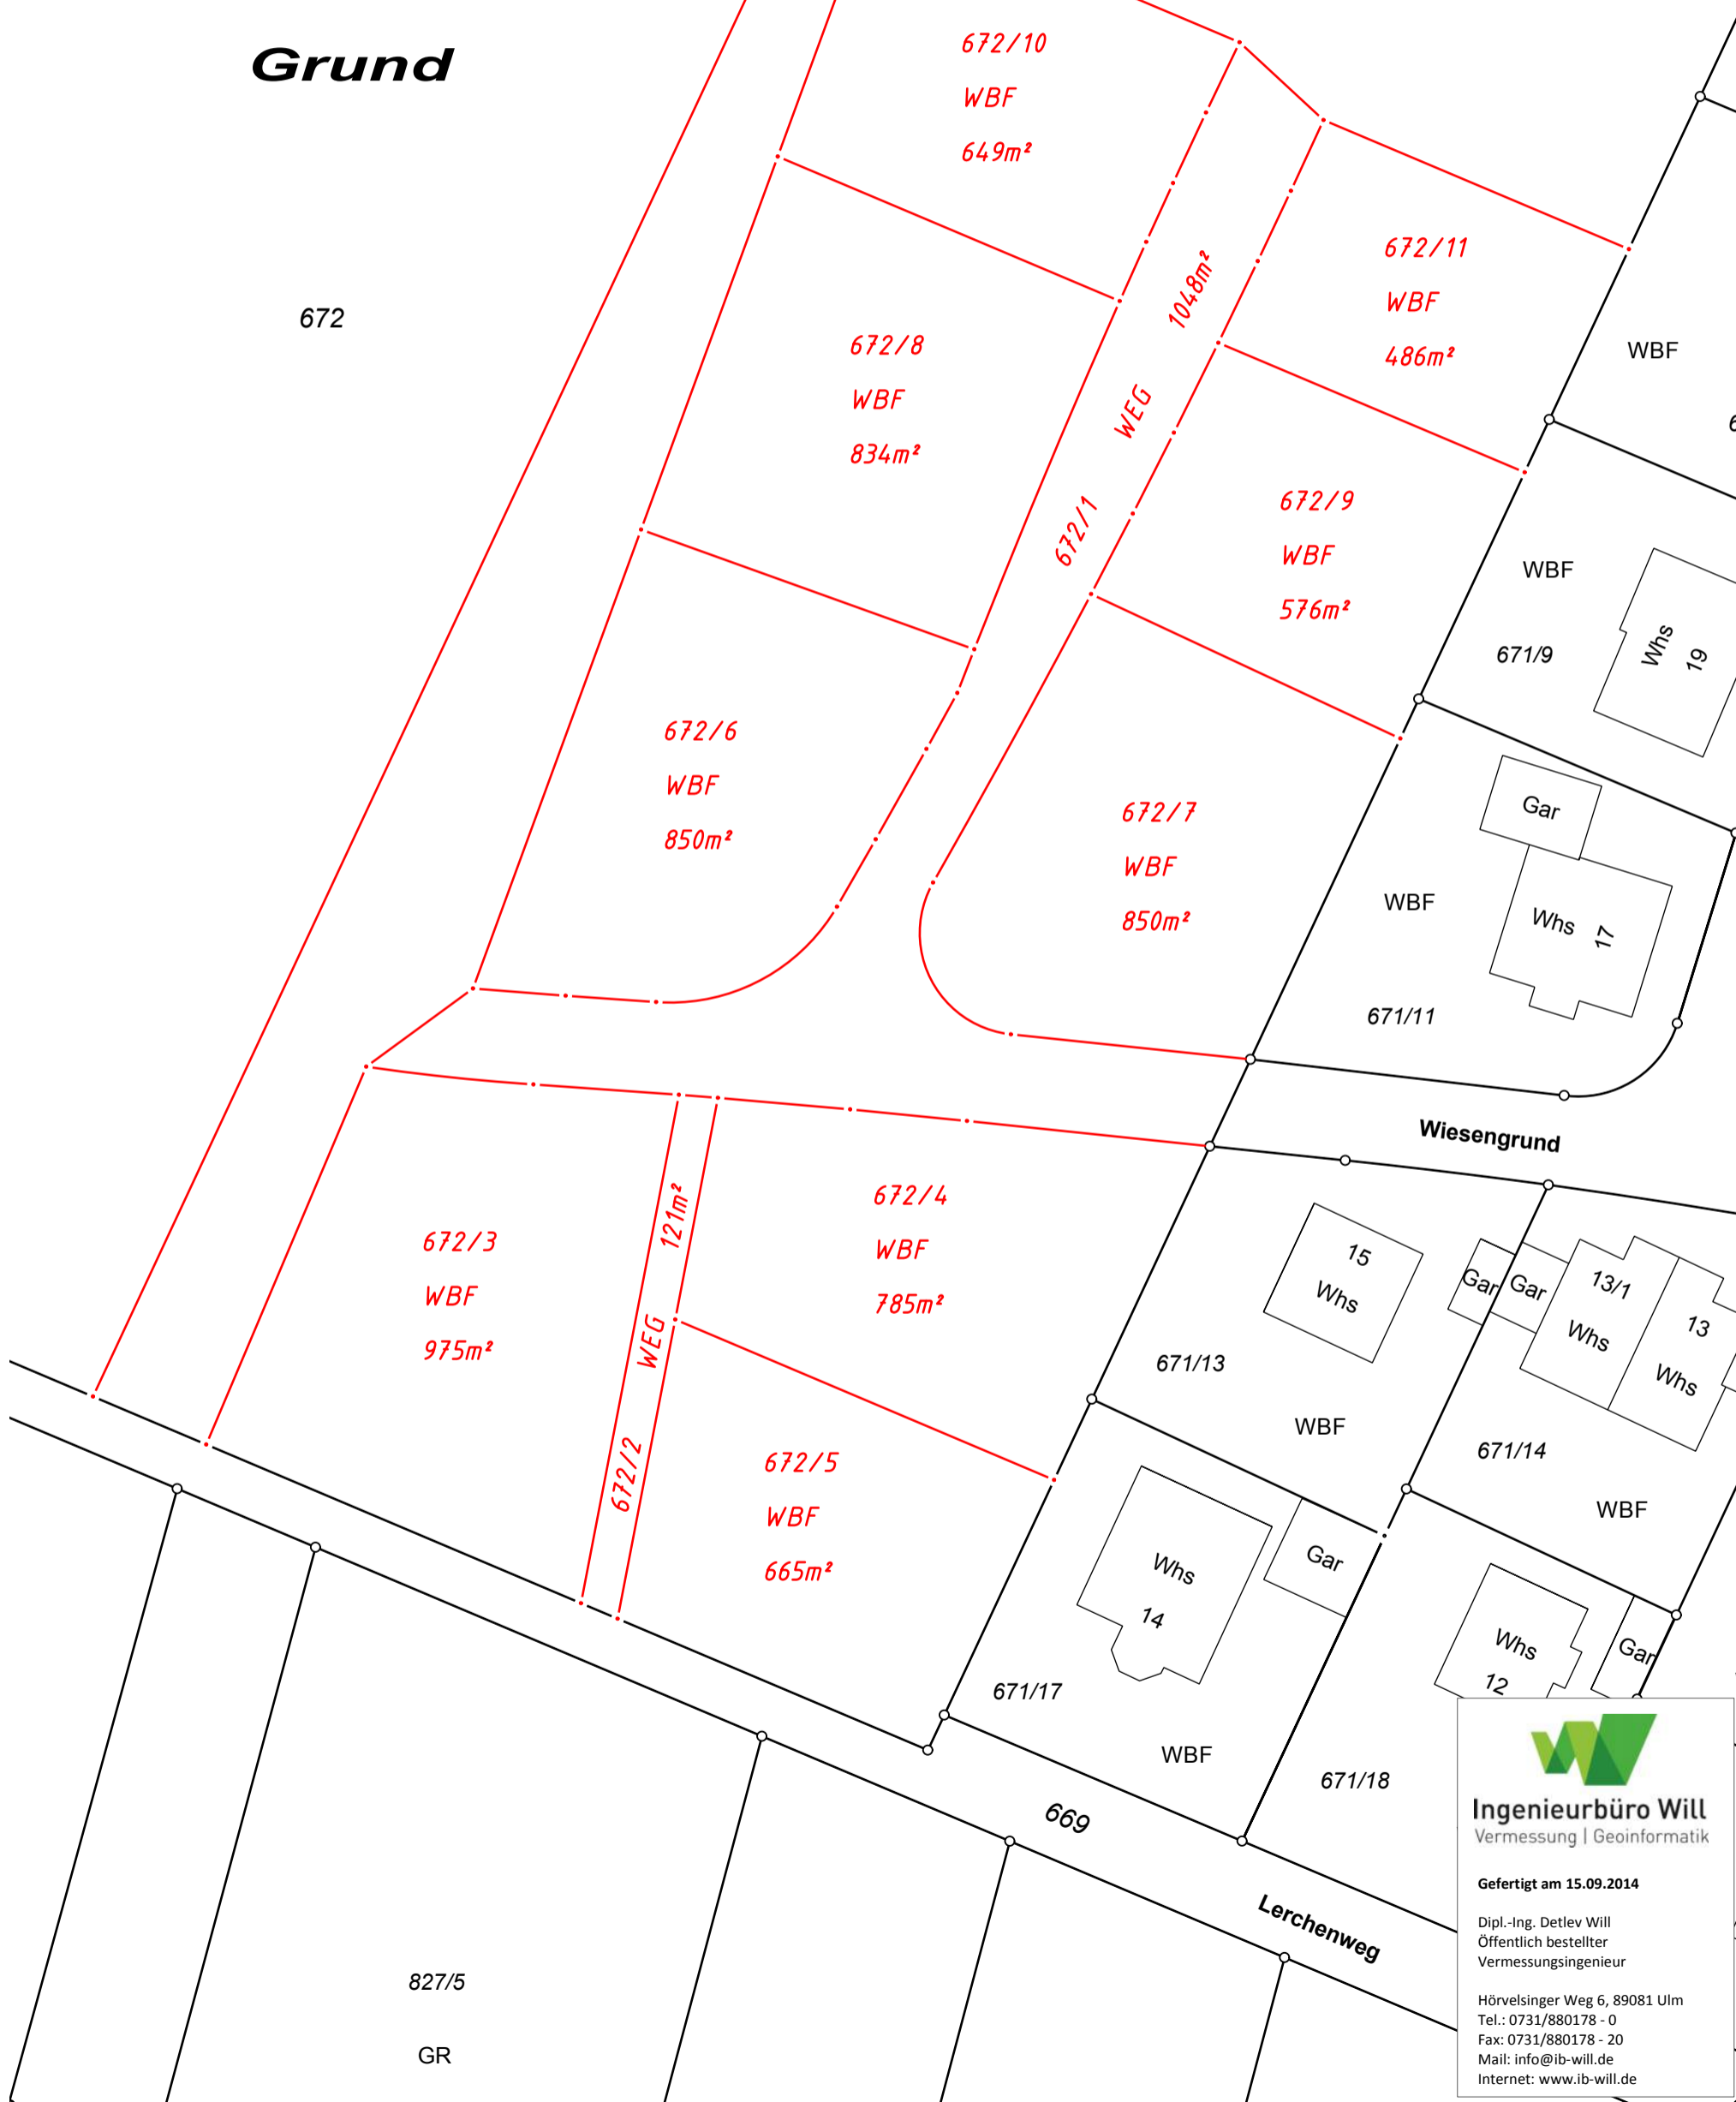 Grund
672
672/10
WBF
649m²
672/11
WBF
486m²
672/8
WBF
834m²
672/1 WEG 1048m²
672/9
WBF
576m²
WBF
WBF
671/9
Whs
19
672/6
WBF
850m²
672/7
WBF
850m²
Gar
WBF
Whs
17
671/11
Wiesengrund
672/3
WBF
975m²
672/2 WEG 121m²
672/4
WBF
785m²
672/5
WBF
665m²
15
Whs
671/13
WBF
Gar
Gar
13/1
Whs
13
Whs
671/14
WBF
Whs
14
Gar
671/17
WBF
Whs
12
Gar
671/18
669
Lerchenweg
827/5
GR
Ingenieurbüro Will
Vermessung | Geoinformatik
Gefertigt am 15.09.2014
Dipl.-Ing. Detlev Will
Öffentlich bestellter
Vermessungsingenieur
Hörvelsinger Weg 6, 89081 Ulm
Tel.: 0731/880178 - 0
Fax: 0731/880178 - 20
Mail: info@ib-will.de
Internet: www.ib-will.de